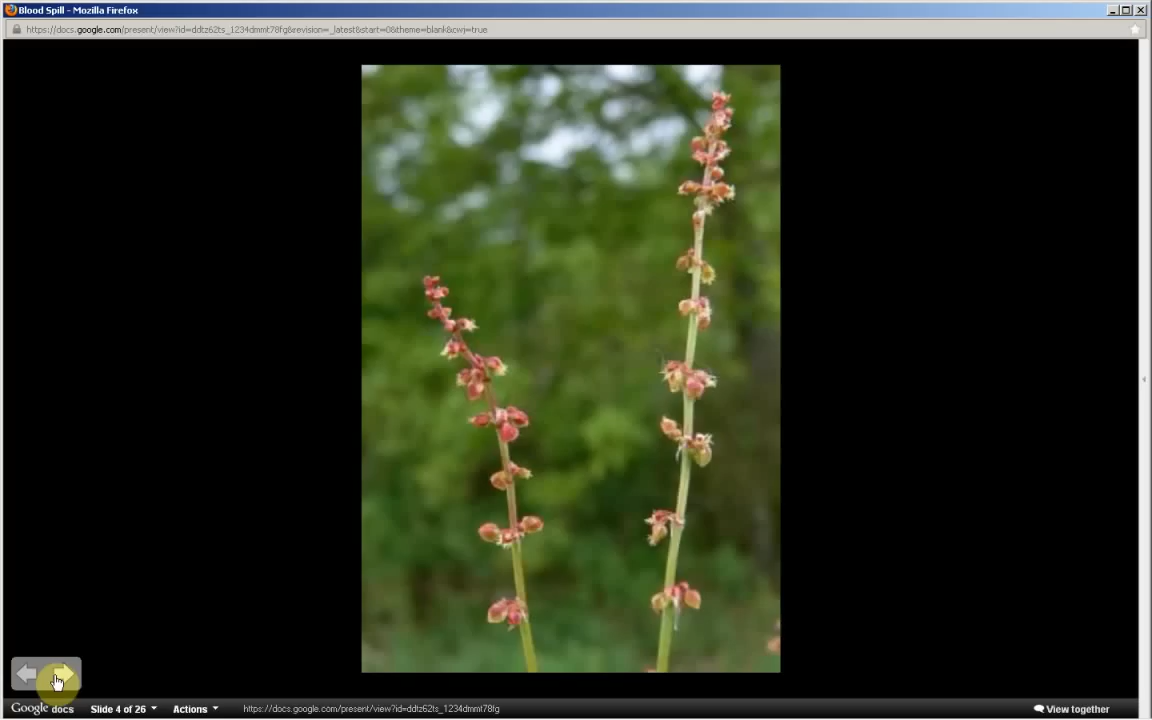 Blood Spill - Mozilla Firefox
https://docs.google.com/present/view?id=ddtz62ts_1234dmmt78fg&revision=_latest&start=0&theme=blank&cwj=true
Google docs Slide 4 of 26 Actions https://docs.google.com/present/view?id=ddtz62ts_1234dmmt78fg View together